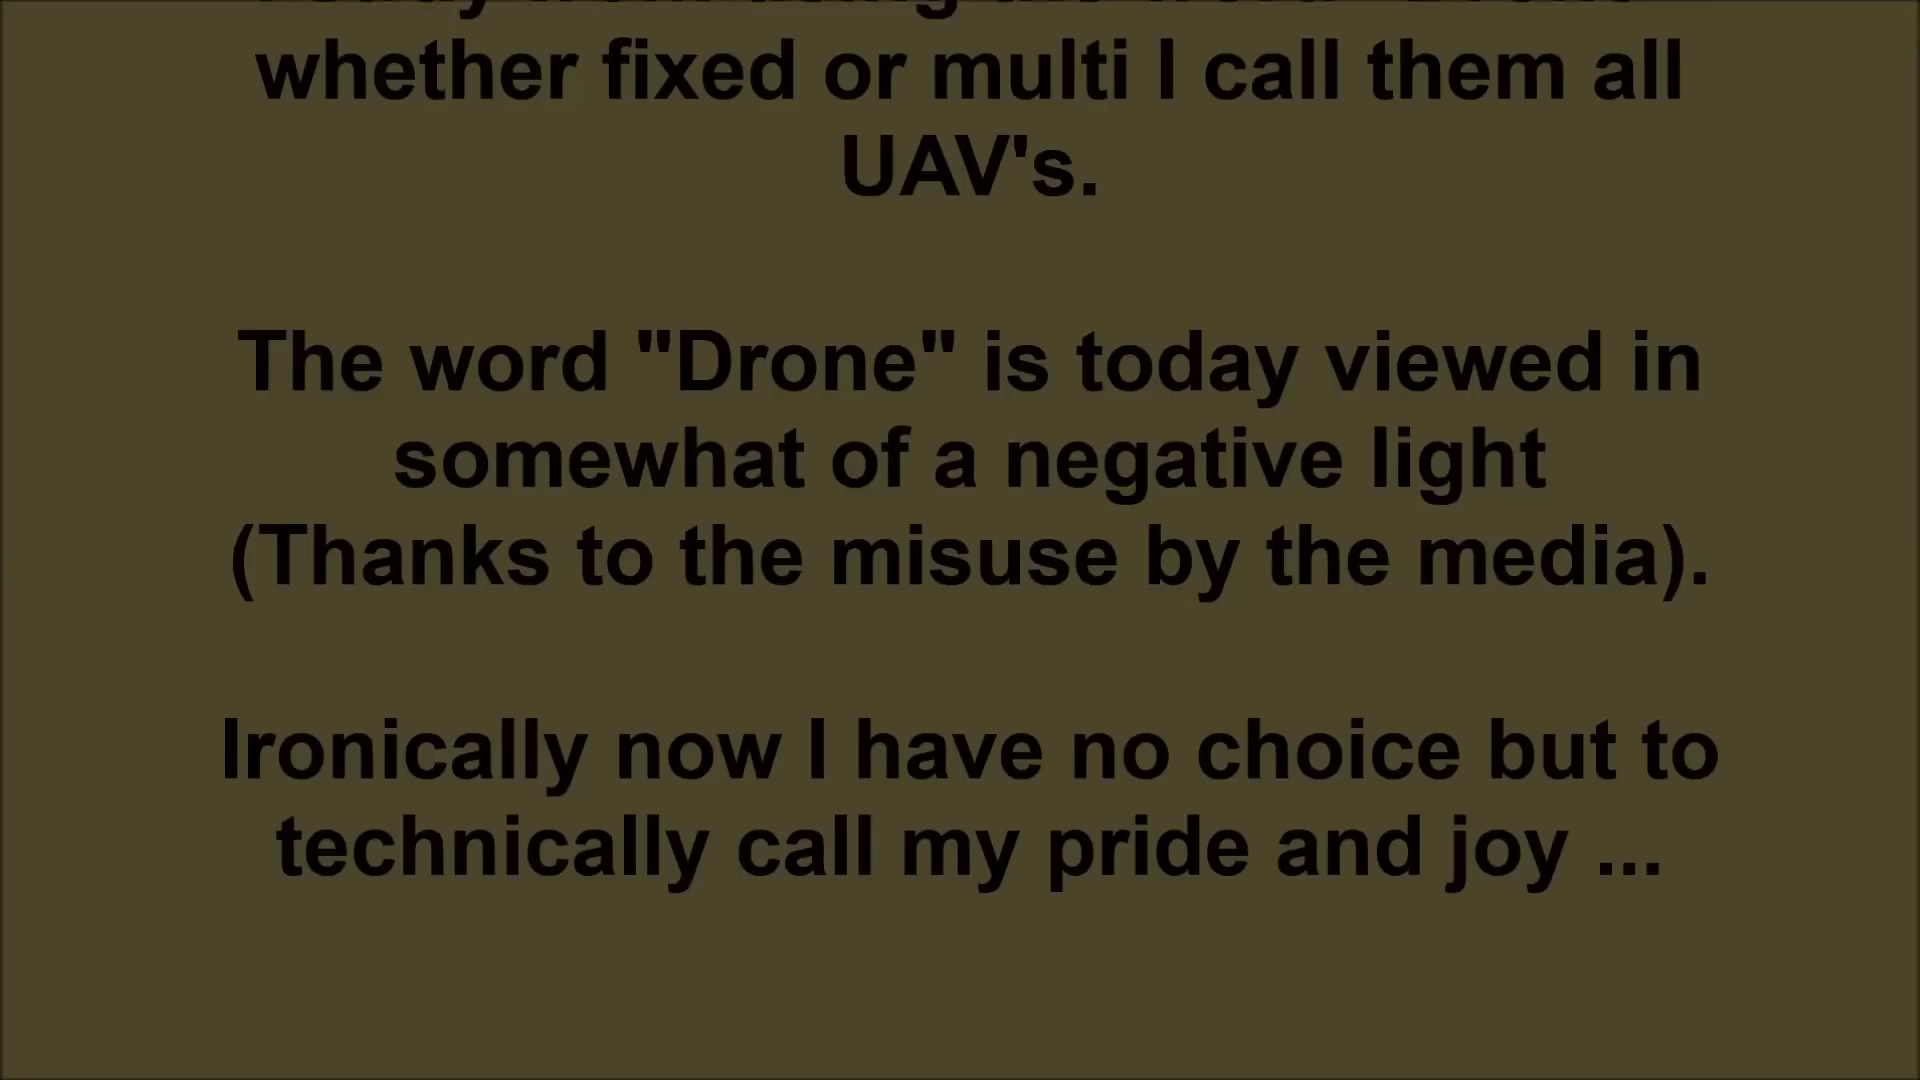 whether fixed or multi I call them all
UAV's.
The word "Drone" is today viewed in
somewhat of a negative light
(Thanks to the misuse by the media).
Ironically now I have no choice but to
technically call my pride and joy ...